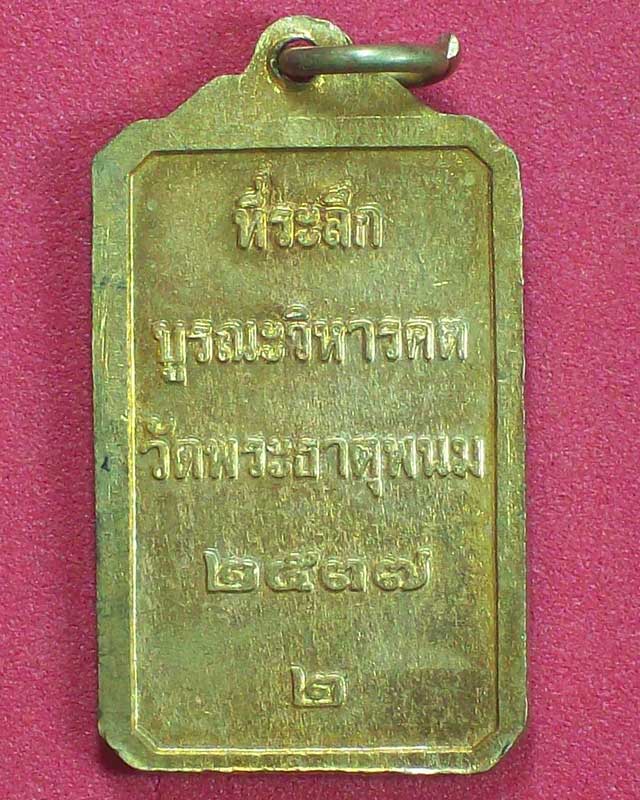 ที่ระลึก
บูรณะวิหารคต
วัดพระธาตุพนม
๒๕๓๗
๒